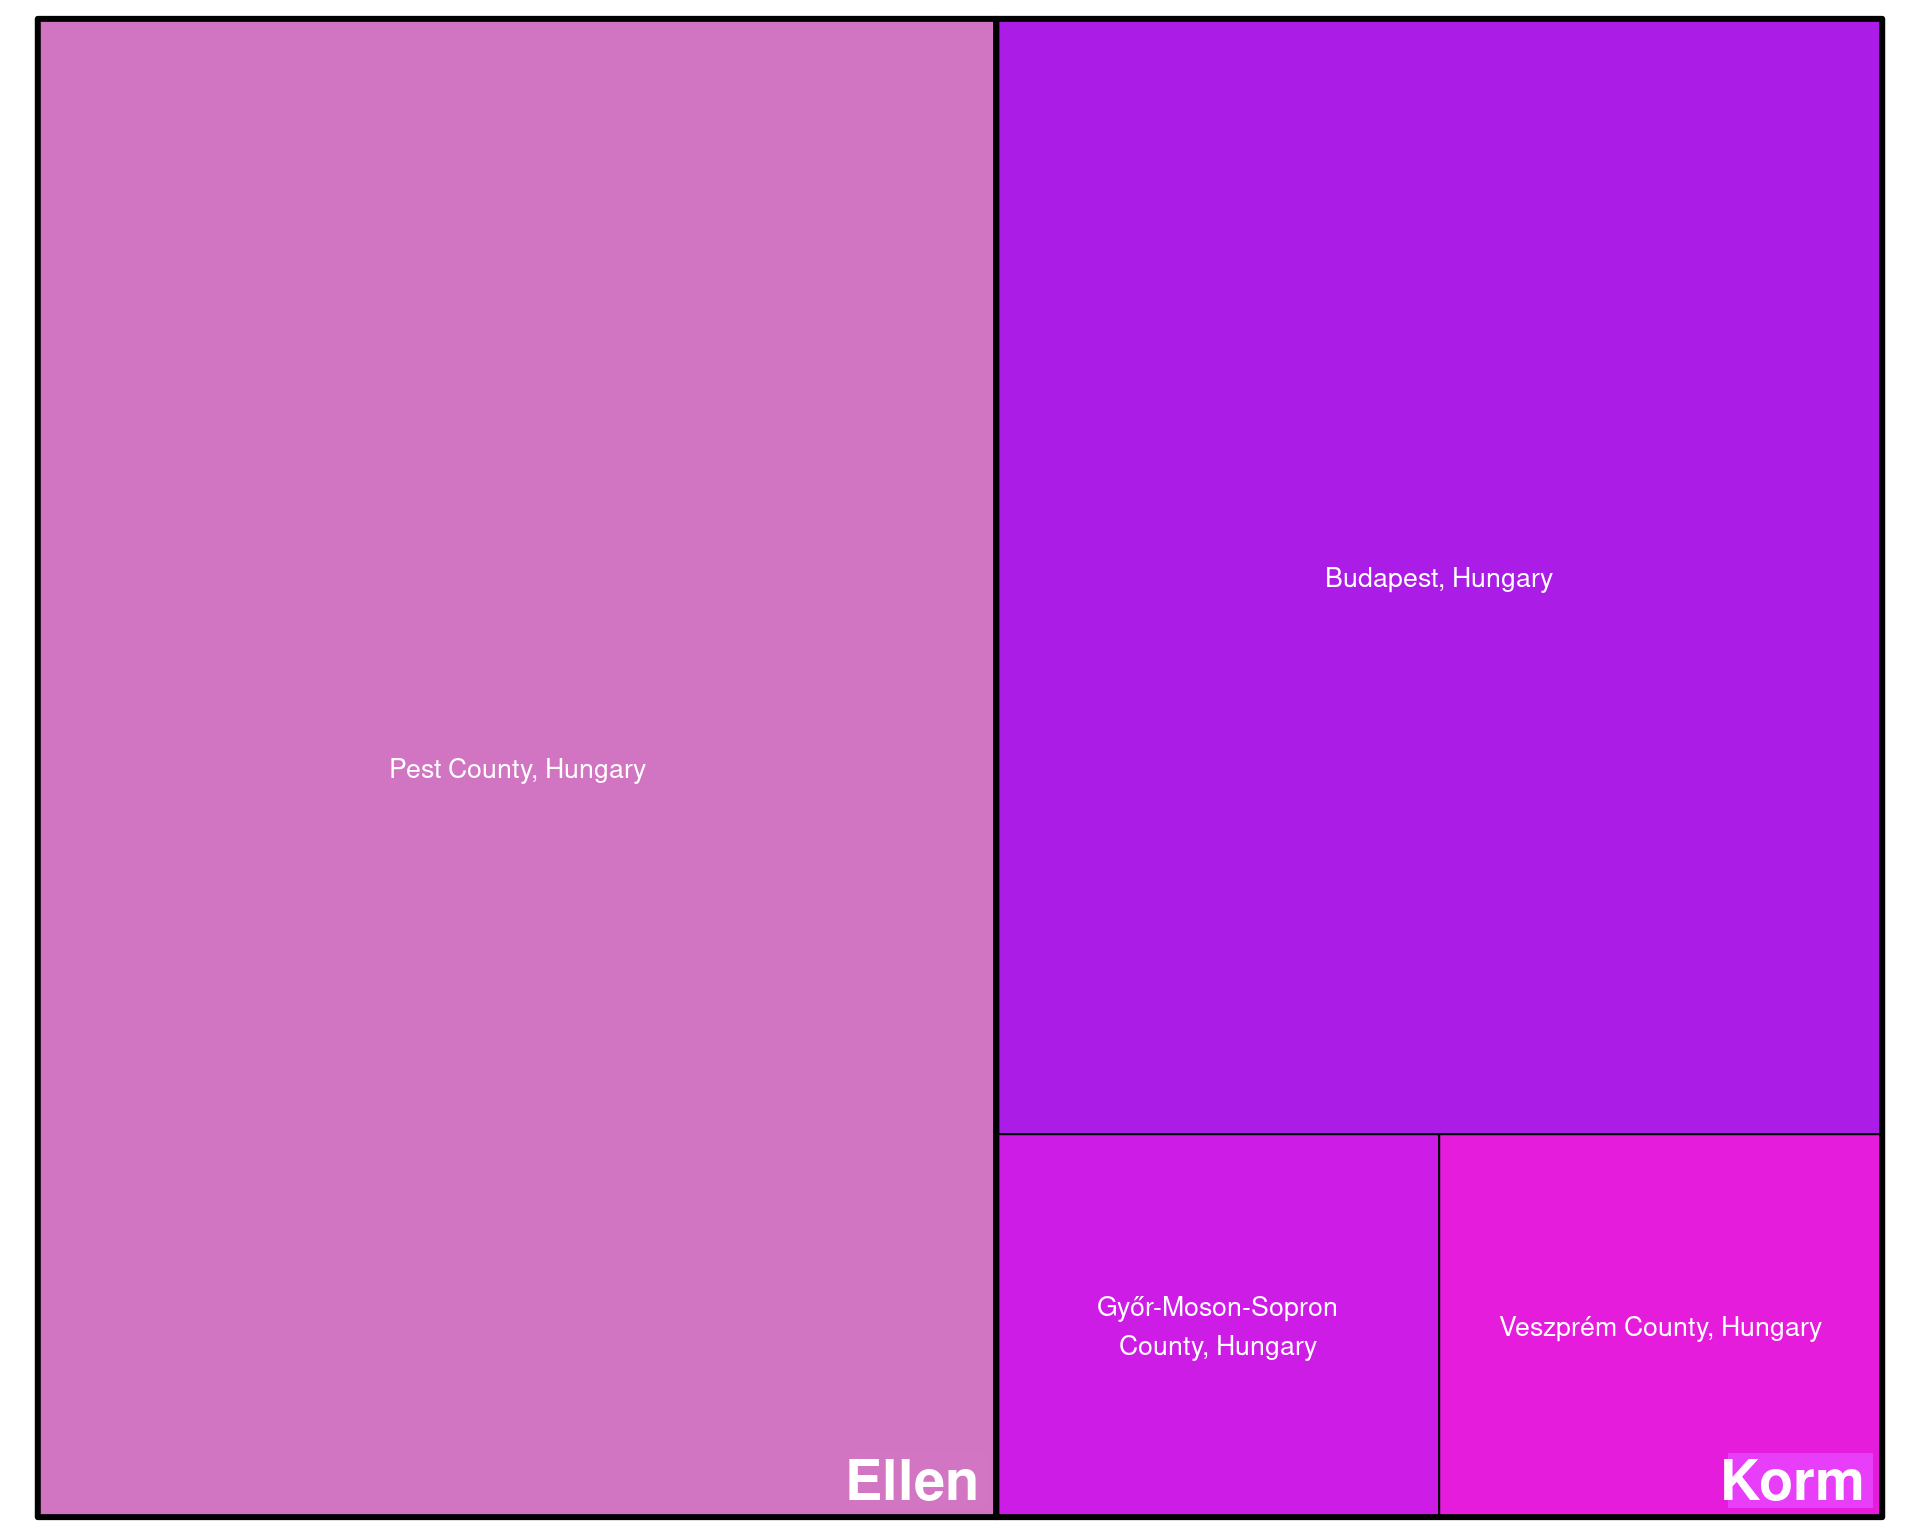 Pest County, Hungary
Ellen
Budapest, Hungary
Győr-Moson-Sopron
County, Hungary
Veszprém County, Hungary
Korm